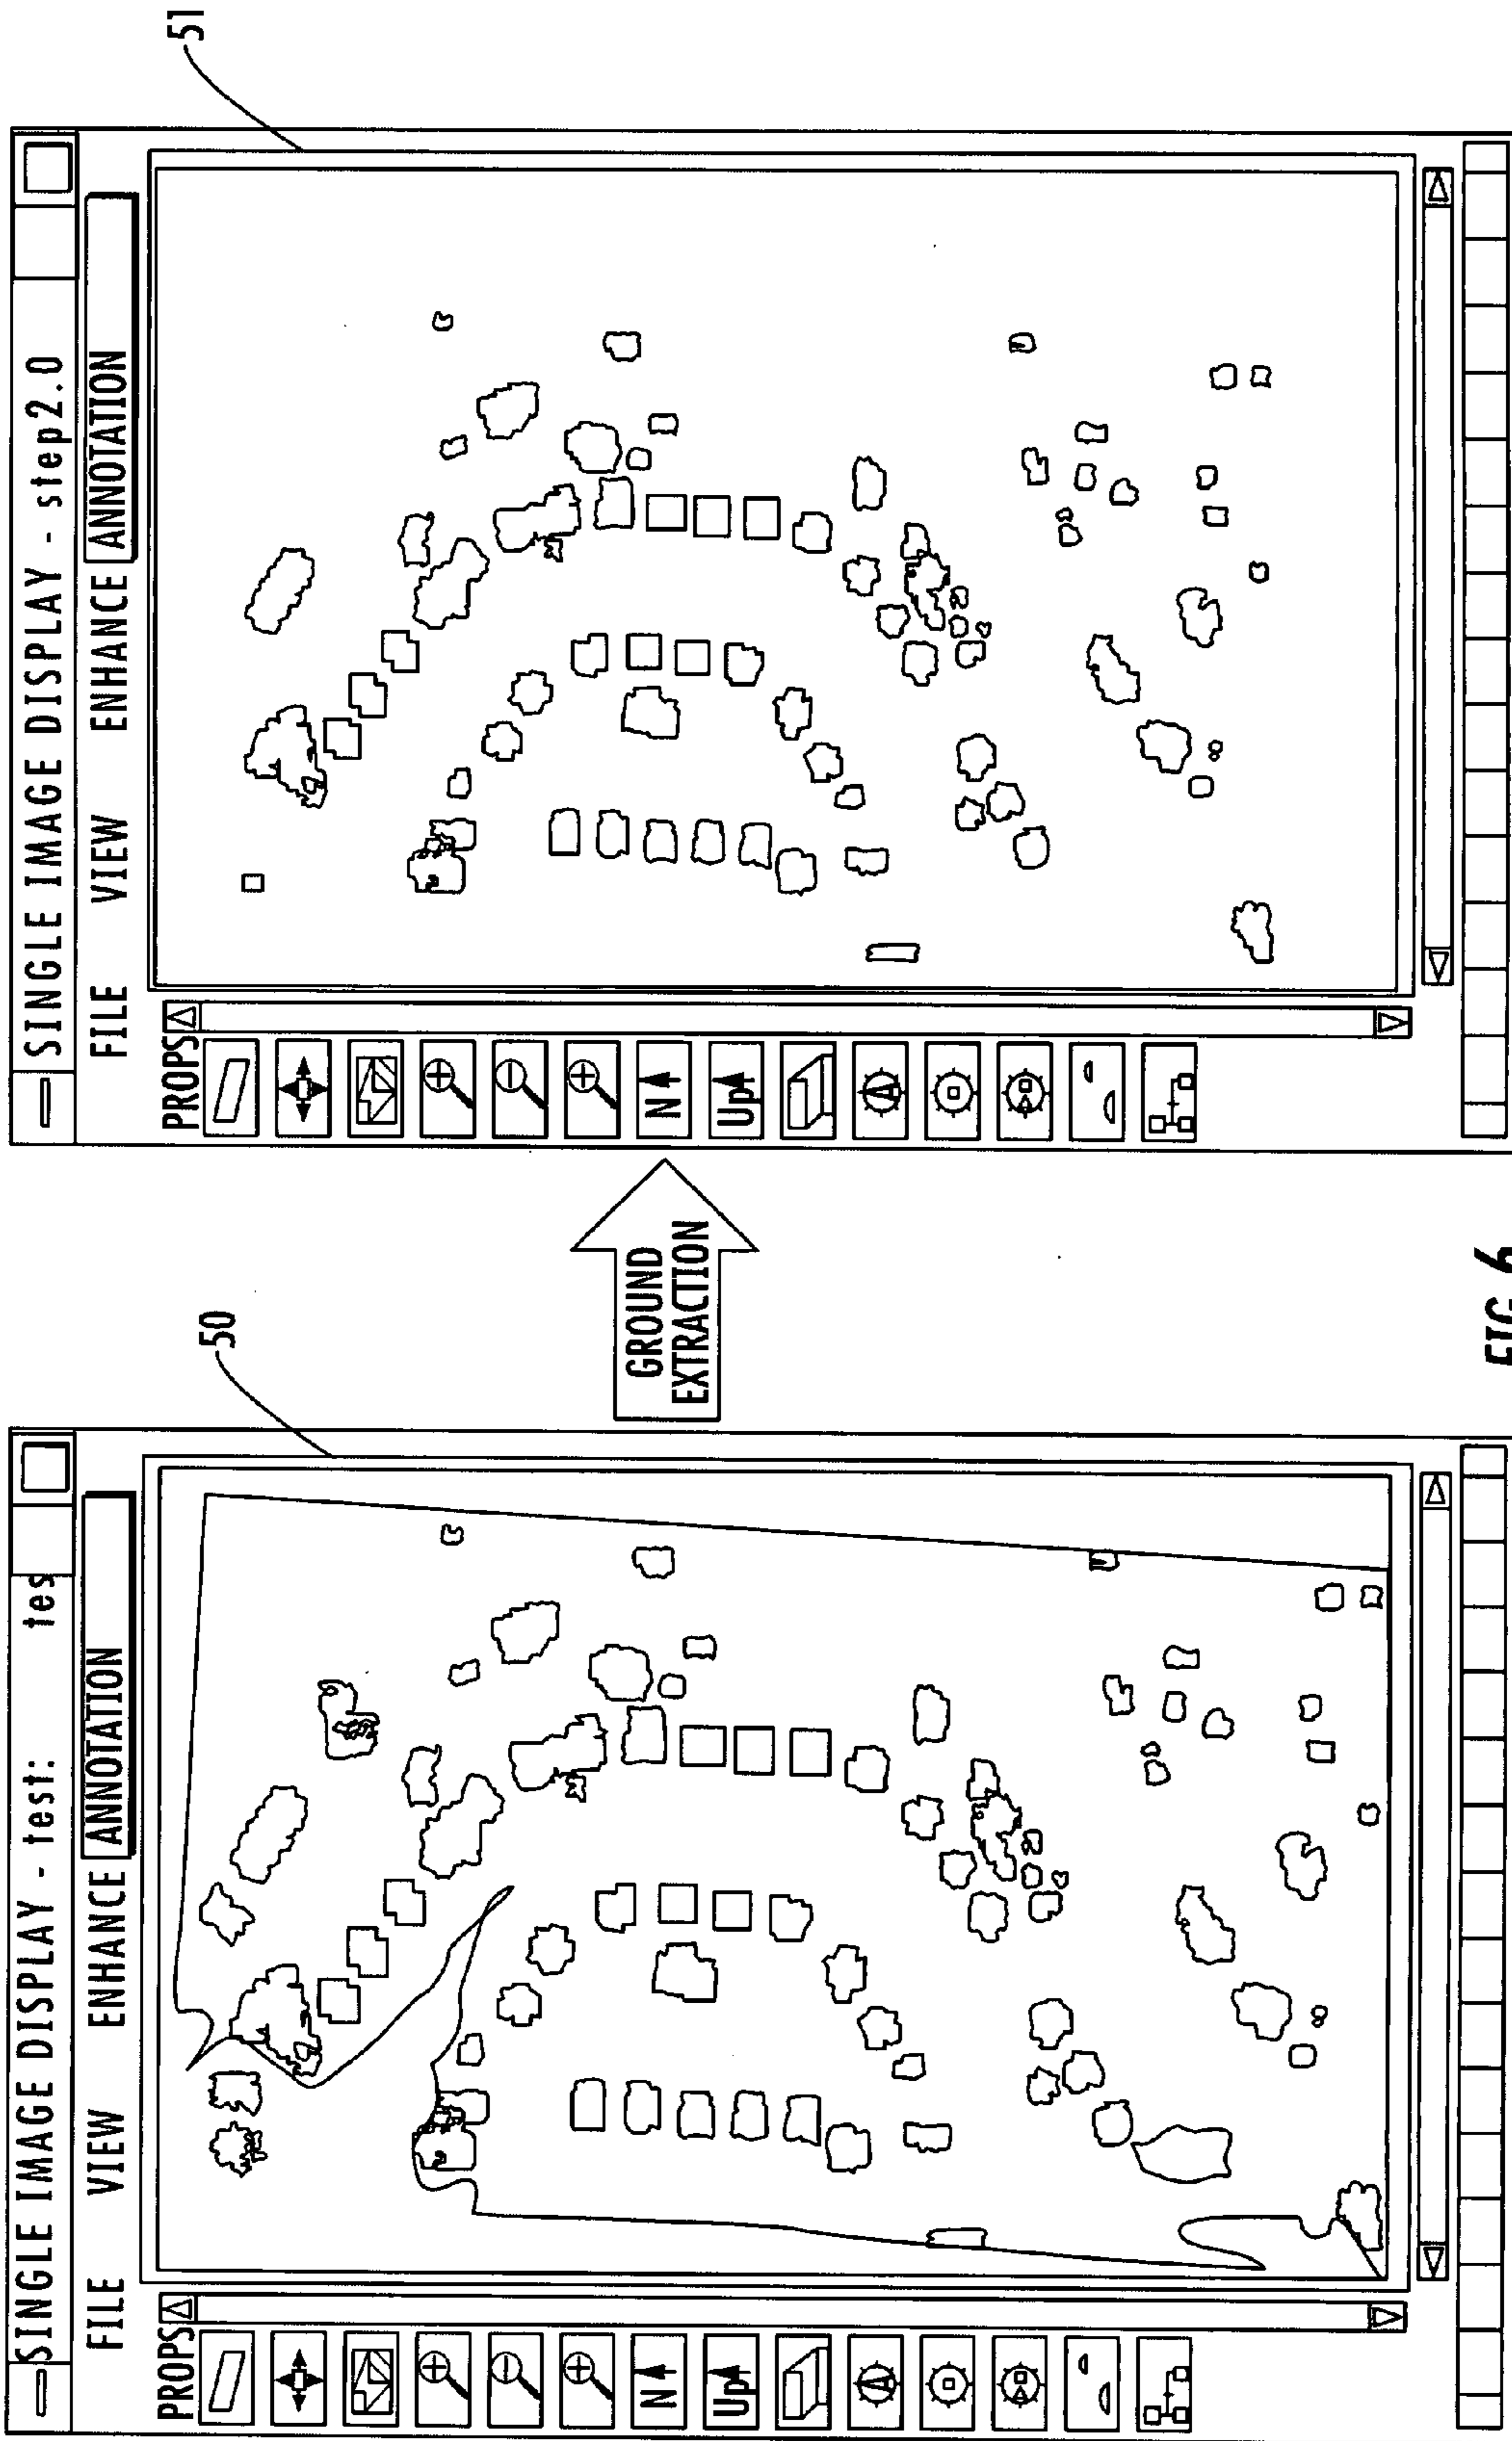 SINGLE IMAGE DISPLAY - test: tes
FILE VIEW ENHANCE ANNOTATION
PROPS
N
Up
50
GROUND
EXTRACTION
SINGLE IMAGE DISPLAY - step2.0
FILE VIEW ENHANCE ANNOTATION
PROPS
N
Up
51
FIG. 6